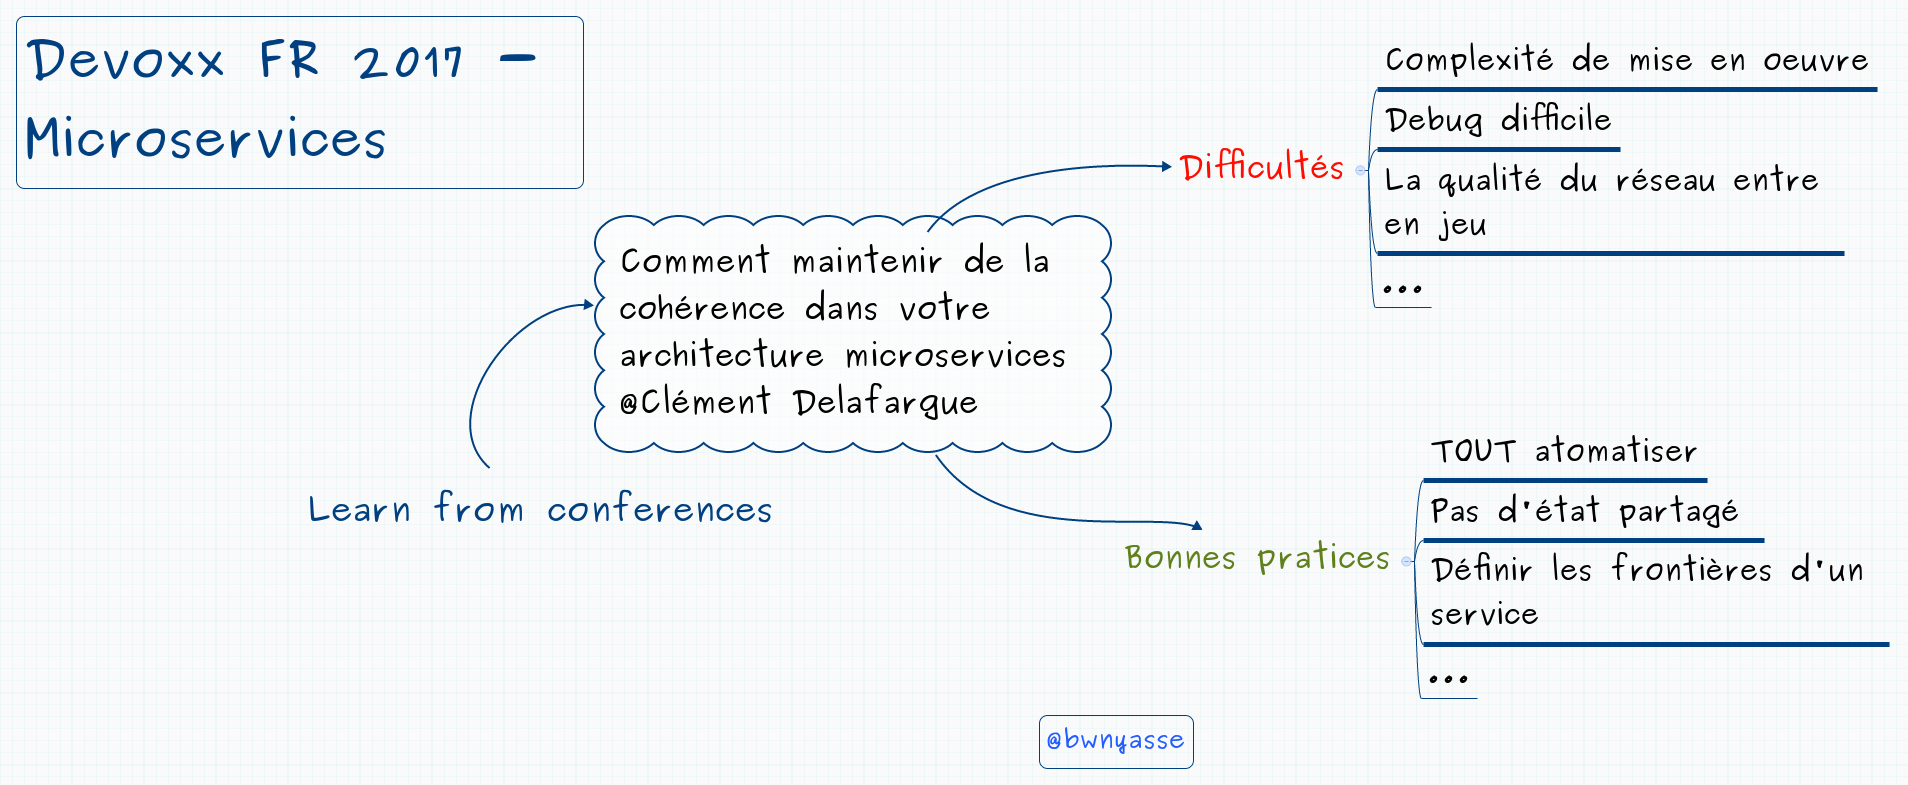 Devoxx FR 2017 -
Microservices
Learn from conferences
Comment maintenir de la
cohérence dans votre
architecture microservices
@Clément Delafargue
Difficultés
Complexité de mise en oeuvre
Debug difficile
La qualité du réseau entre
en jeu
...
Bonnes pratices
TOUT atomatiser
Pas d'état partagé
Définir les frontières d'un
service
...
@bwnyasse